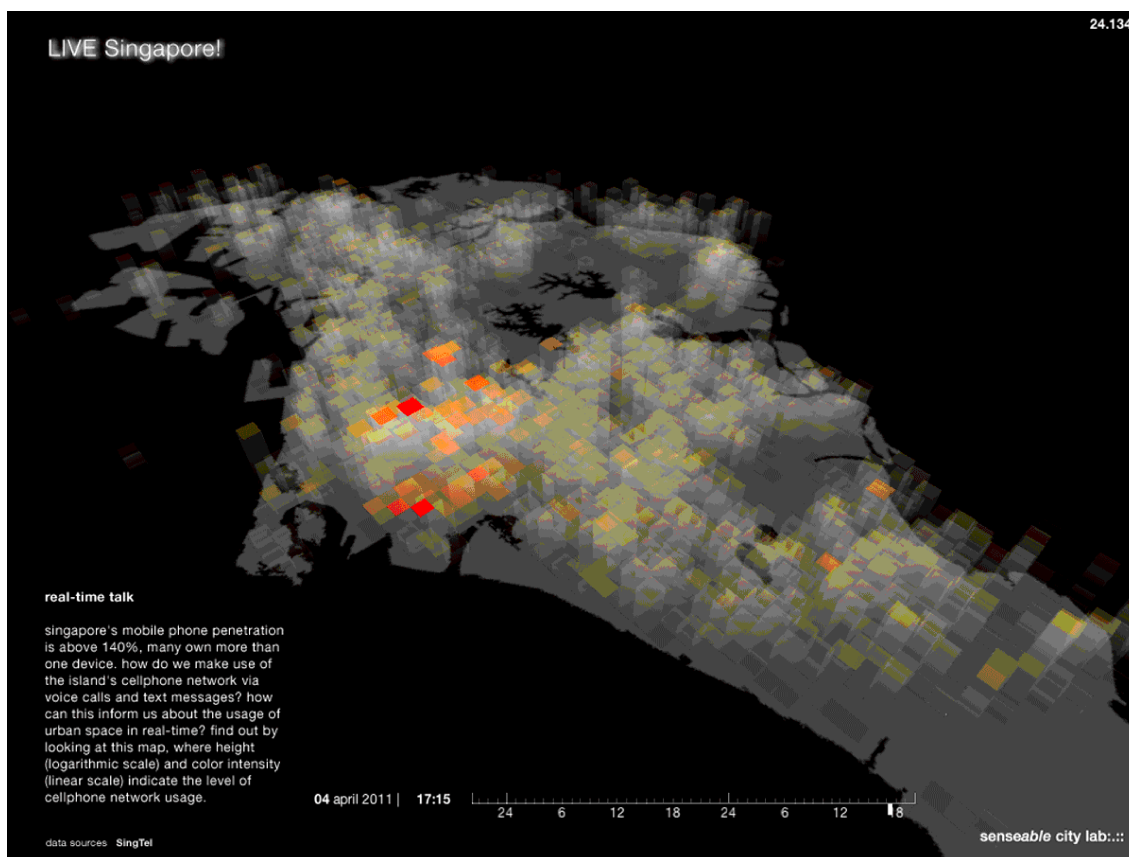 LIVE Singapore!
24.134
real-time talk
singapore's mobile phone penetration
is above 140%, many own more than
one device. how do we make use of
the island's cellphone network via
voice calls and text messages? how
can this inform us about the usage of
urban space in real-time? find out by
looking at this map, where height
(logarithmic scale) and color intensity
(linear scale) indicate the level of
cellphone network usage.
04 april 2011 | 17:15
24 6 12 18 24 6 12 18
data sources SingTel
senseable city lab:.::